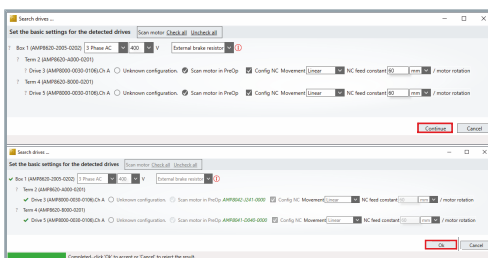 Search drives ...
Set the basic settings for the detected drives Scan motor Check all Uncheck all
? Box 1 (AMP8620-2005-0202) 3 Phase AC 400 V External brake resistor
? Term 2 (AMP8620-A000-0201)
? Drive 3 (AMP8000-0030-0106),Ch A Unknown configuration. Scan motor in PreOp Config NC Movement Linear NC feed constant 60 mm / motor rotation
? Term 4 (AMP8620-B000-0201)
? Drive 5 (AMP8000-0030-0106),Ch A Unknown configuration. Scan motor in PreOp Config NC Movement Linear NC feed constant 60 mm / motor rotation
Continue Cancel
Search drives ...
Set the basic settings for the detected drives Scan motor Check all Uncheck all
Box 1 (AMP8620-2005-0202) 3 Phase AC 400 V External brake resistor
? Term 2 (AMP8620-A000-0201)
Drive 3 (AMP8000-0030-0106),Ch A Unknown configuration. Scan motor in PreOp Config NC Movement Linear NC feed constant mm / motor rotation
? Term 4 (AMP8620-B000-0201)
Drive 5 (AMP8000-0030-0106),Ch A Unknown configuration. Scan motor in PreOp Config NC Movement Linear NC feed constant mm / motor rotation
Ok Cancel
Completed - click 'OK' to accept or 'Cancel' to reject the result